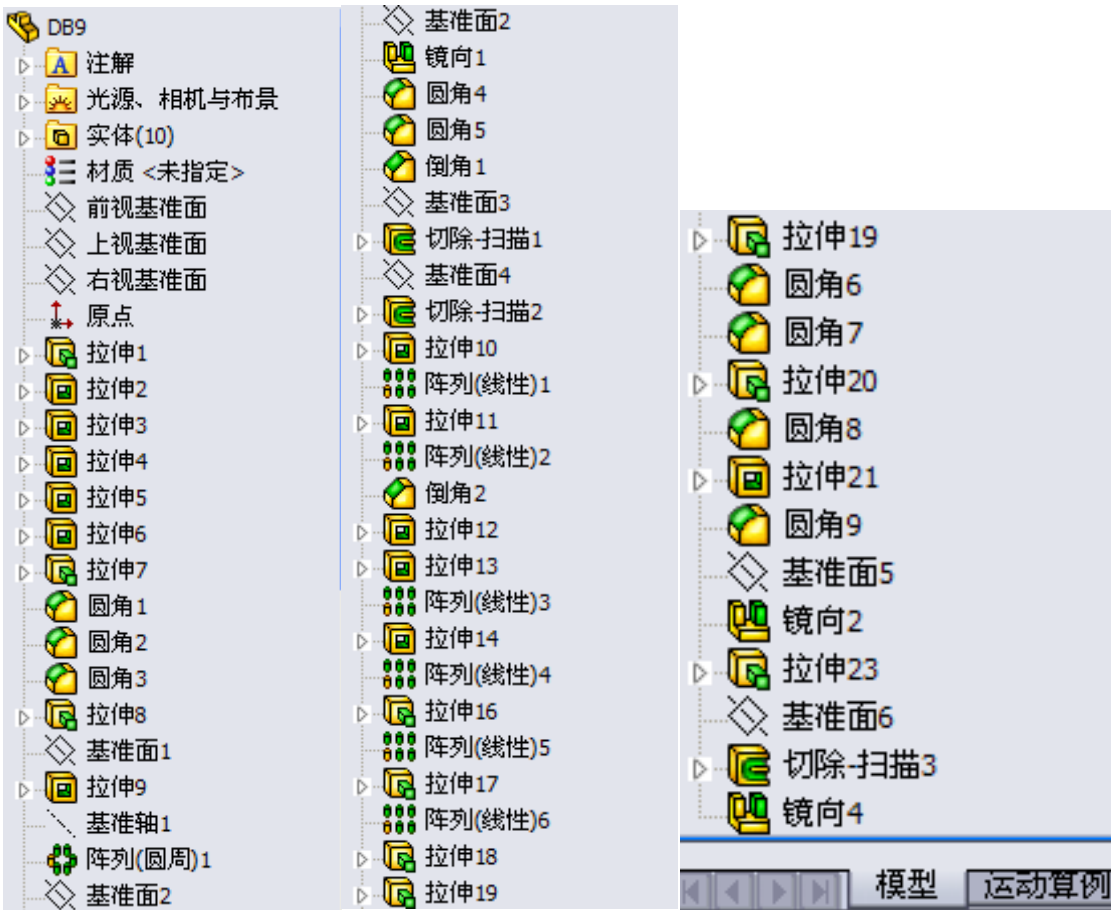 DB9
注解
光源、相机与布景
实体(10)
材质 <未指定>
前视基准面
上视基准面
右视基准面
原点
拉伸1
拉伸2
拉伸3
拉伸4
拉伸5
拉伸6
拉伸7
圆角1
圆角2
圆角3
拉伸8
基准面1
拉伸9
基准轴1
阵列(圆周)1
基准面2
基准面2
镜向1
圆角4
圆角5
倒角1
基准面3
切除-扫描1
基准面4
切除-扫描2
拉伸10
阵列(线性)1
拉伸11
阵列(线性)2
倒角2
拉伸12
拉伸13
阵列(线性)3
拉伸14
阵列(线性)4
拉伸16
阵列(线性)5
拉伸17
阵列(线性)6
拉伸18
拉伸19
拉伸19
圆角6
圆角7
拉伸20
圆角8
拉伸21
圆角9
基准面5
镜向2
拉伸23
基准面6
切除-扫描3
镜向4
模型 运动算例